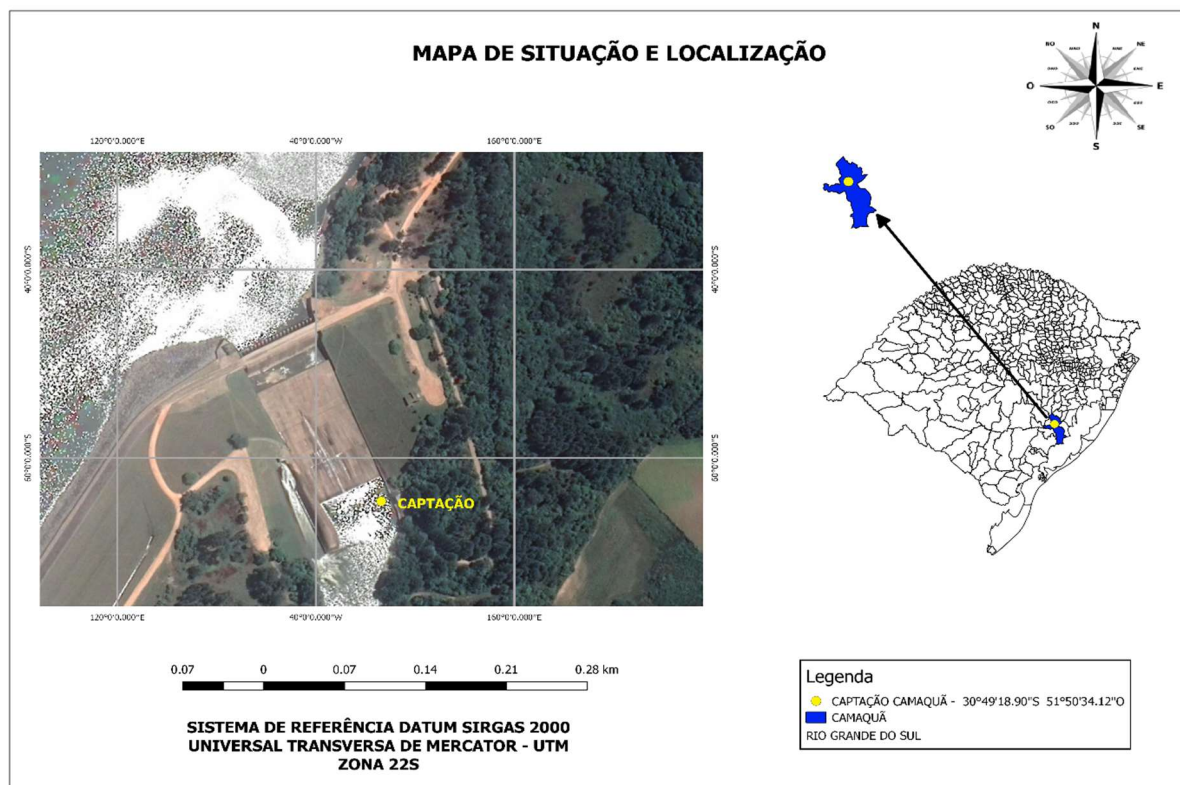 MAPA DE SITUAÇÃO E LOCALIZAÇÃO
N
NO
NNO
NNE
NE
O
E
SO
SSO
SSE
SE
S
120°0'0.000"E
40°0'0.000"W
160°0'0.000"E
40°0'0.000"S
40°0'0.000"S
60°0'0.000"S
60°0'0.000"S
CAPTAÇÃO
120°0'0.000"E
40°0'0.000"W
160°0'0.000"E
0.07 0 0.07 0.14 0.21 0.28 km
SISTEMA DE REFERÊNCIA DATUM SIRGAS 2000
UNIVERSAL TRANSVERSA DE MERCATOR - UTM
ZONA 22S
Legenda
CAPTAÇÃO CAMAQUÃ - 30°49'18.90"S 51°50'34.12"O
CAMAQUÃ
RIO GRANDE DO SUL